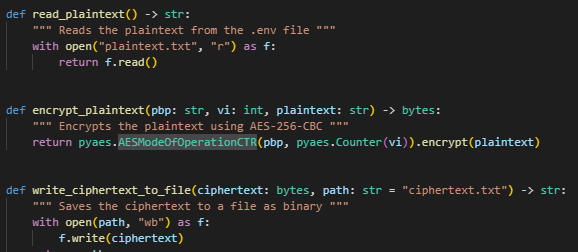 def read_plaintext() -> str:
    """ Reads the plaintext from the .env file """
    with open("plaintext.txt", "r") as f:
        return f.read()
def encrypt_plaintext(pbp: str, vi: int, plaintext: str) -> bytes:
    """ Encrypts the plaintext using AES-256-CBC """
    return pyaes.AESModeOfOperationCTR(pbp, pyaes.Counter(vi)).encrypt(plaintext)
def write_ciphertext_to_file(ciphertext: bytes, path: str = "ciphertext.txt") -> str:
    """ Saves the ciphertext to a file as binary """
    with open(path, "wb") as f:
        f.write(ciphertext)